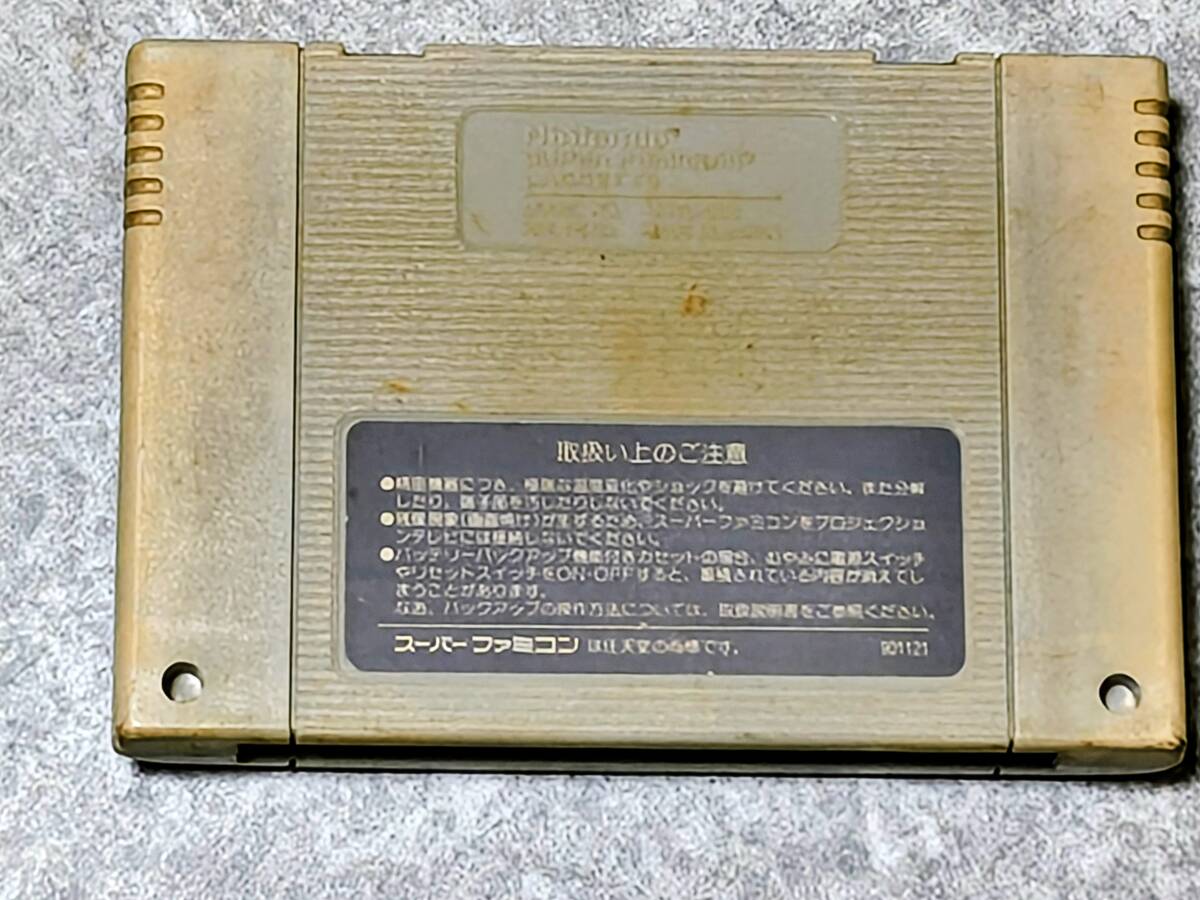 Nintendo
取扱い上のご注意
●精密機器につき、極端な温度変化やショックを避けてください。また分解
したり、端子部を汚したりしないでください。
●残像現象(画面焼け)が生ずるため、スーパーファミコンをプロジェクショ
ンテレビには接続しないでください。
●バッテリーバックアップ機能付きカセットの場合、むやみに電源スイッチ
やリセットスイッチをON・OFFすると、されている内容が消えてし
まうことがあります。
なお、バックアップの操作方法については、取扱説明書をご参照ください。
スーパーファミコン は任天堂の商標です。
901121